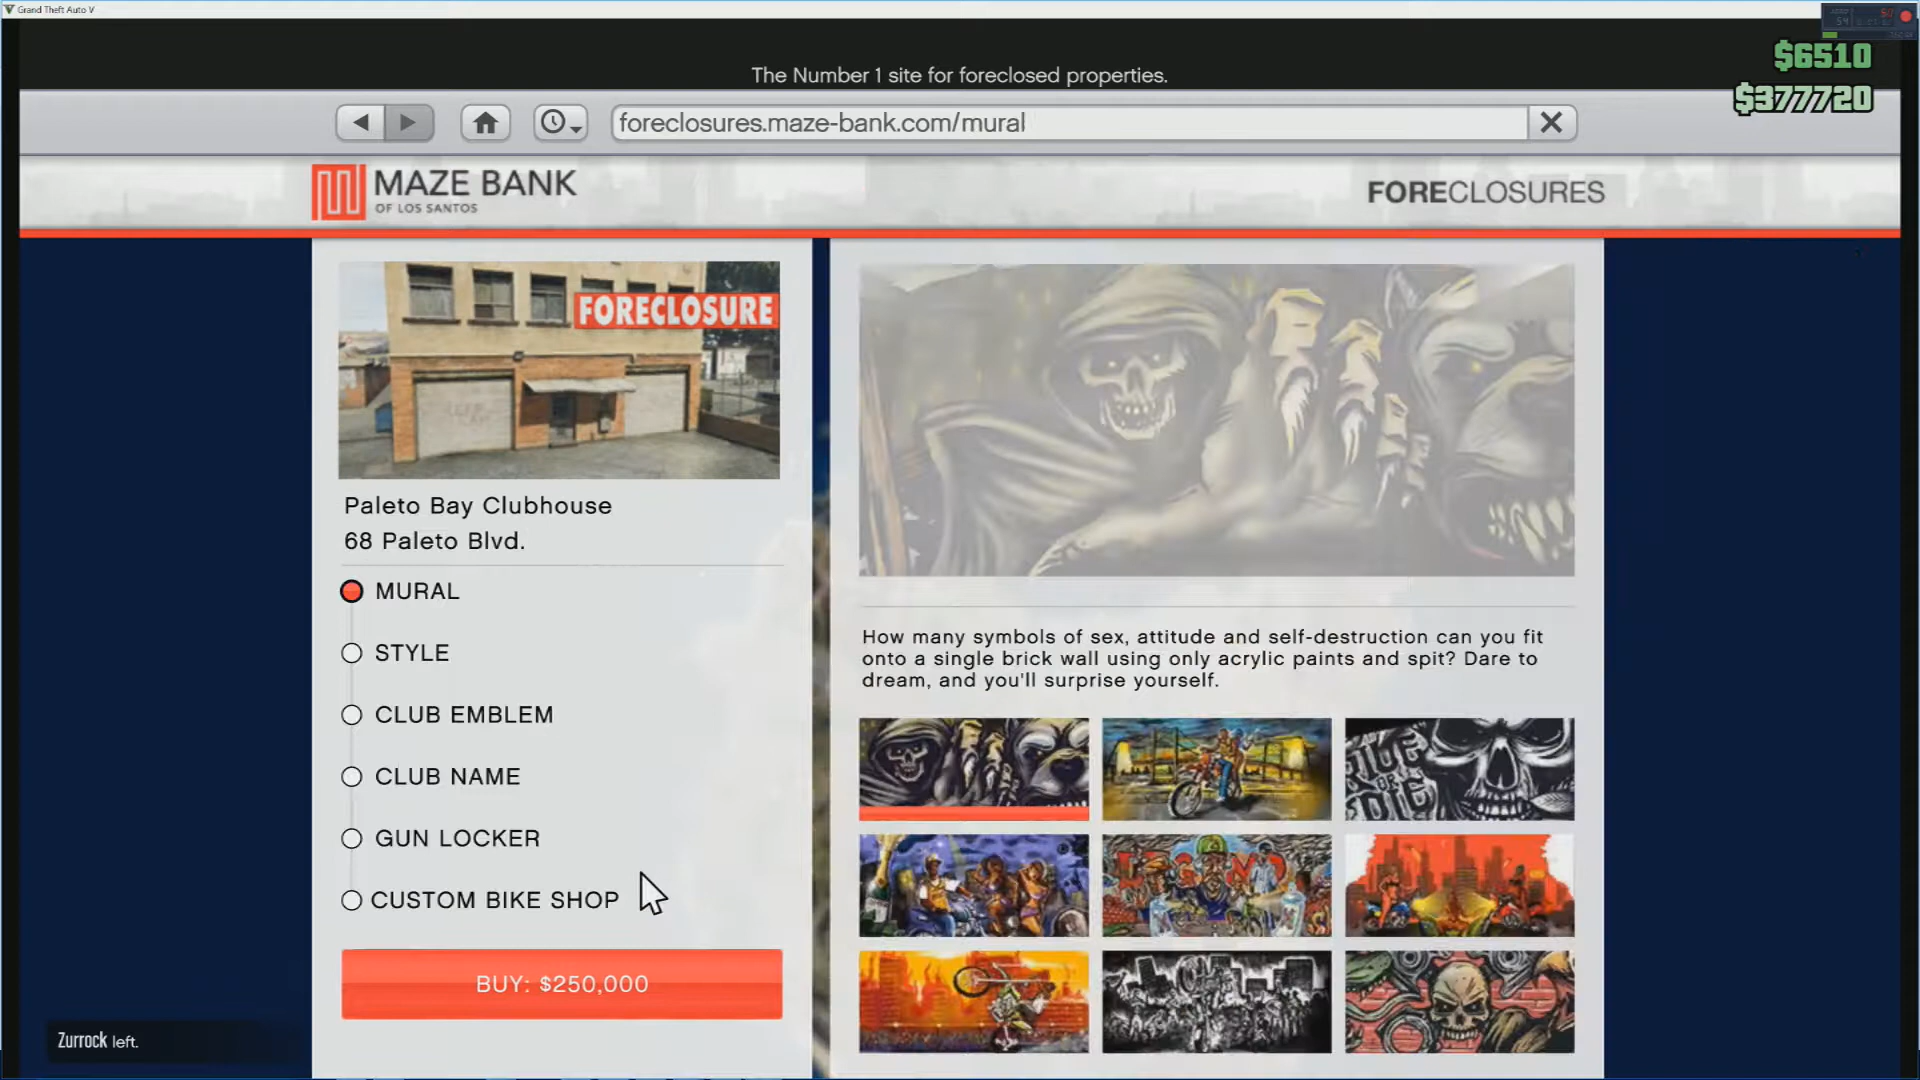 Grand Theft Auto V
$6510
The Number 1 site for foreclosed properties.
$377720
foreclosures.maze-bank.com/mural
MAZE BANK
OF LOS SANTOS
FORECLOSURES
FORECLOSURE
Paleto Bay Clubhouse
68 Paleto Blvd.
MURAL
STYLE
CLUB EMBLEM
CLUB NAME
GUN LOCKER
CUSTOM BIKE SHOP
BUY: $250,000
How many symbols of sex, attitude and self-destruction can you fit
onto a single brick wall using only acrylic paints and spit? Dare to
dream, and you'll surprise yourself.
OR
DIE
Zurrock left.